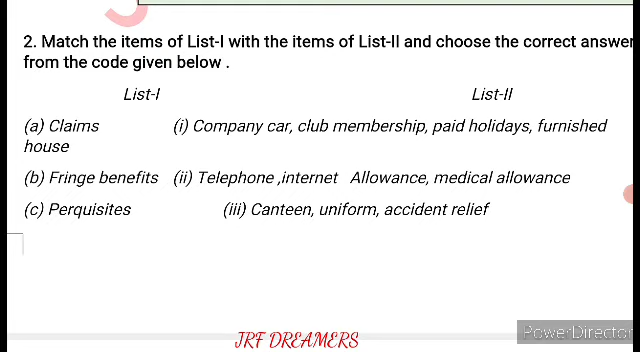 2. Match the items of List-I with the items of List-II and choose the correct answer
from the code given below .
List-I List-II
(a) Claims (i) Company car, club membership, paid holidays, furnished
house
(b) Fringe benefits (ii) Telephone ,internet Allowance, medical allowance
(c) Perquisites (iii) Canteen, uniform, accident relief
JRF DREAMERS
PowerDirector